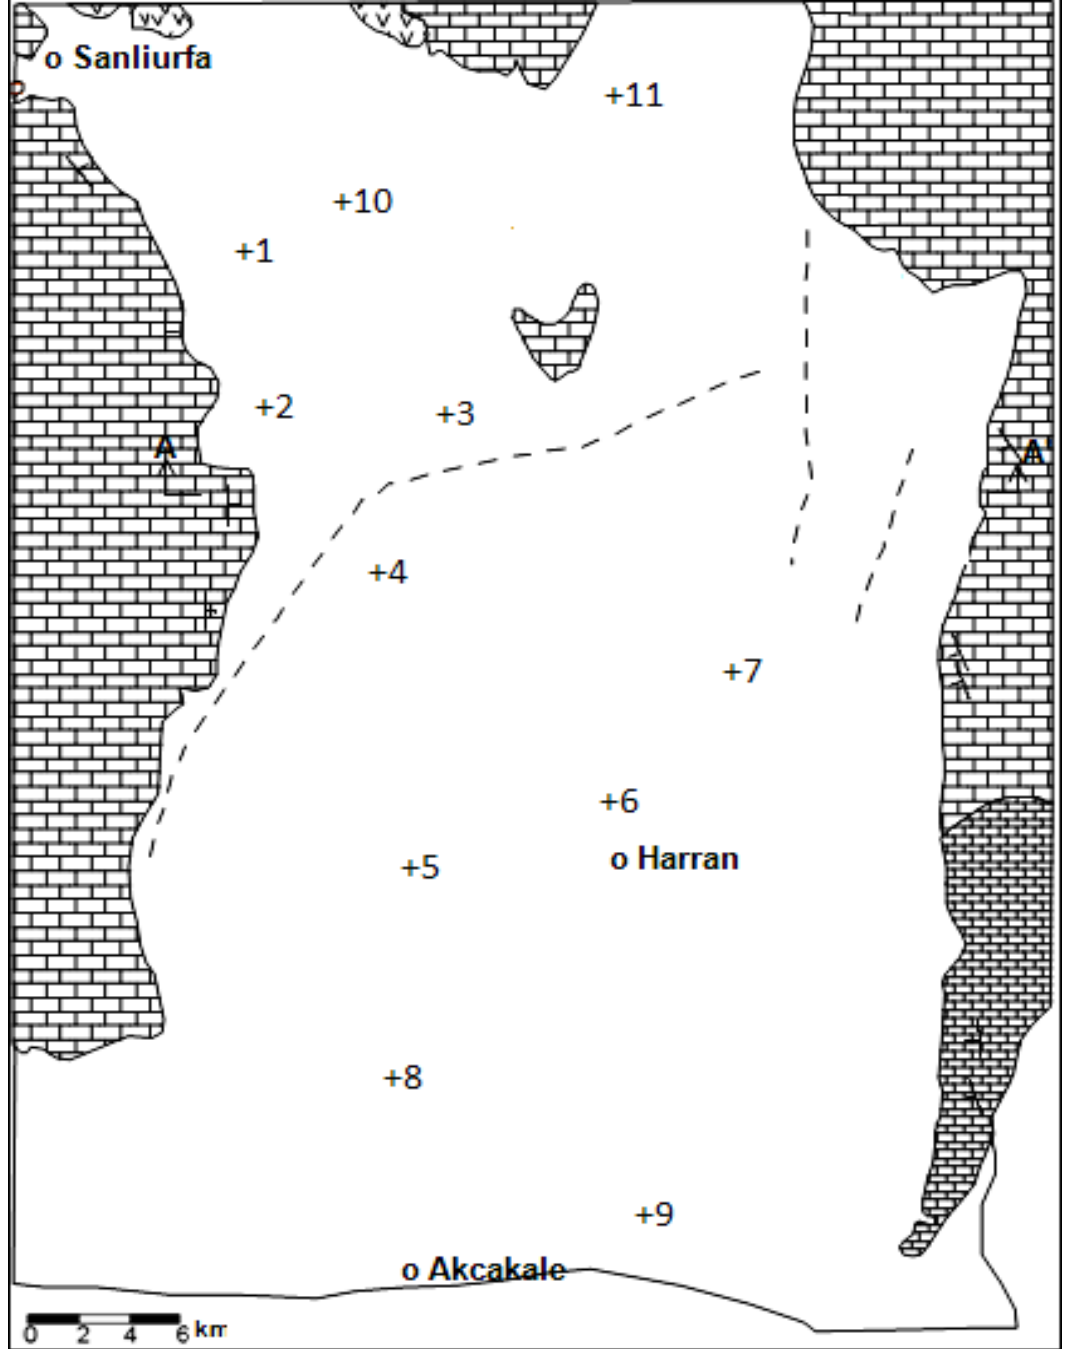 o Sanliurfa
+11
+10
+1
+2
+3
A
A'
+4
+7
+6
o Harran
+5
+8
+9
o Akcakale
0 2 4 6 km